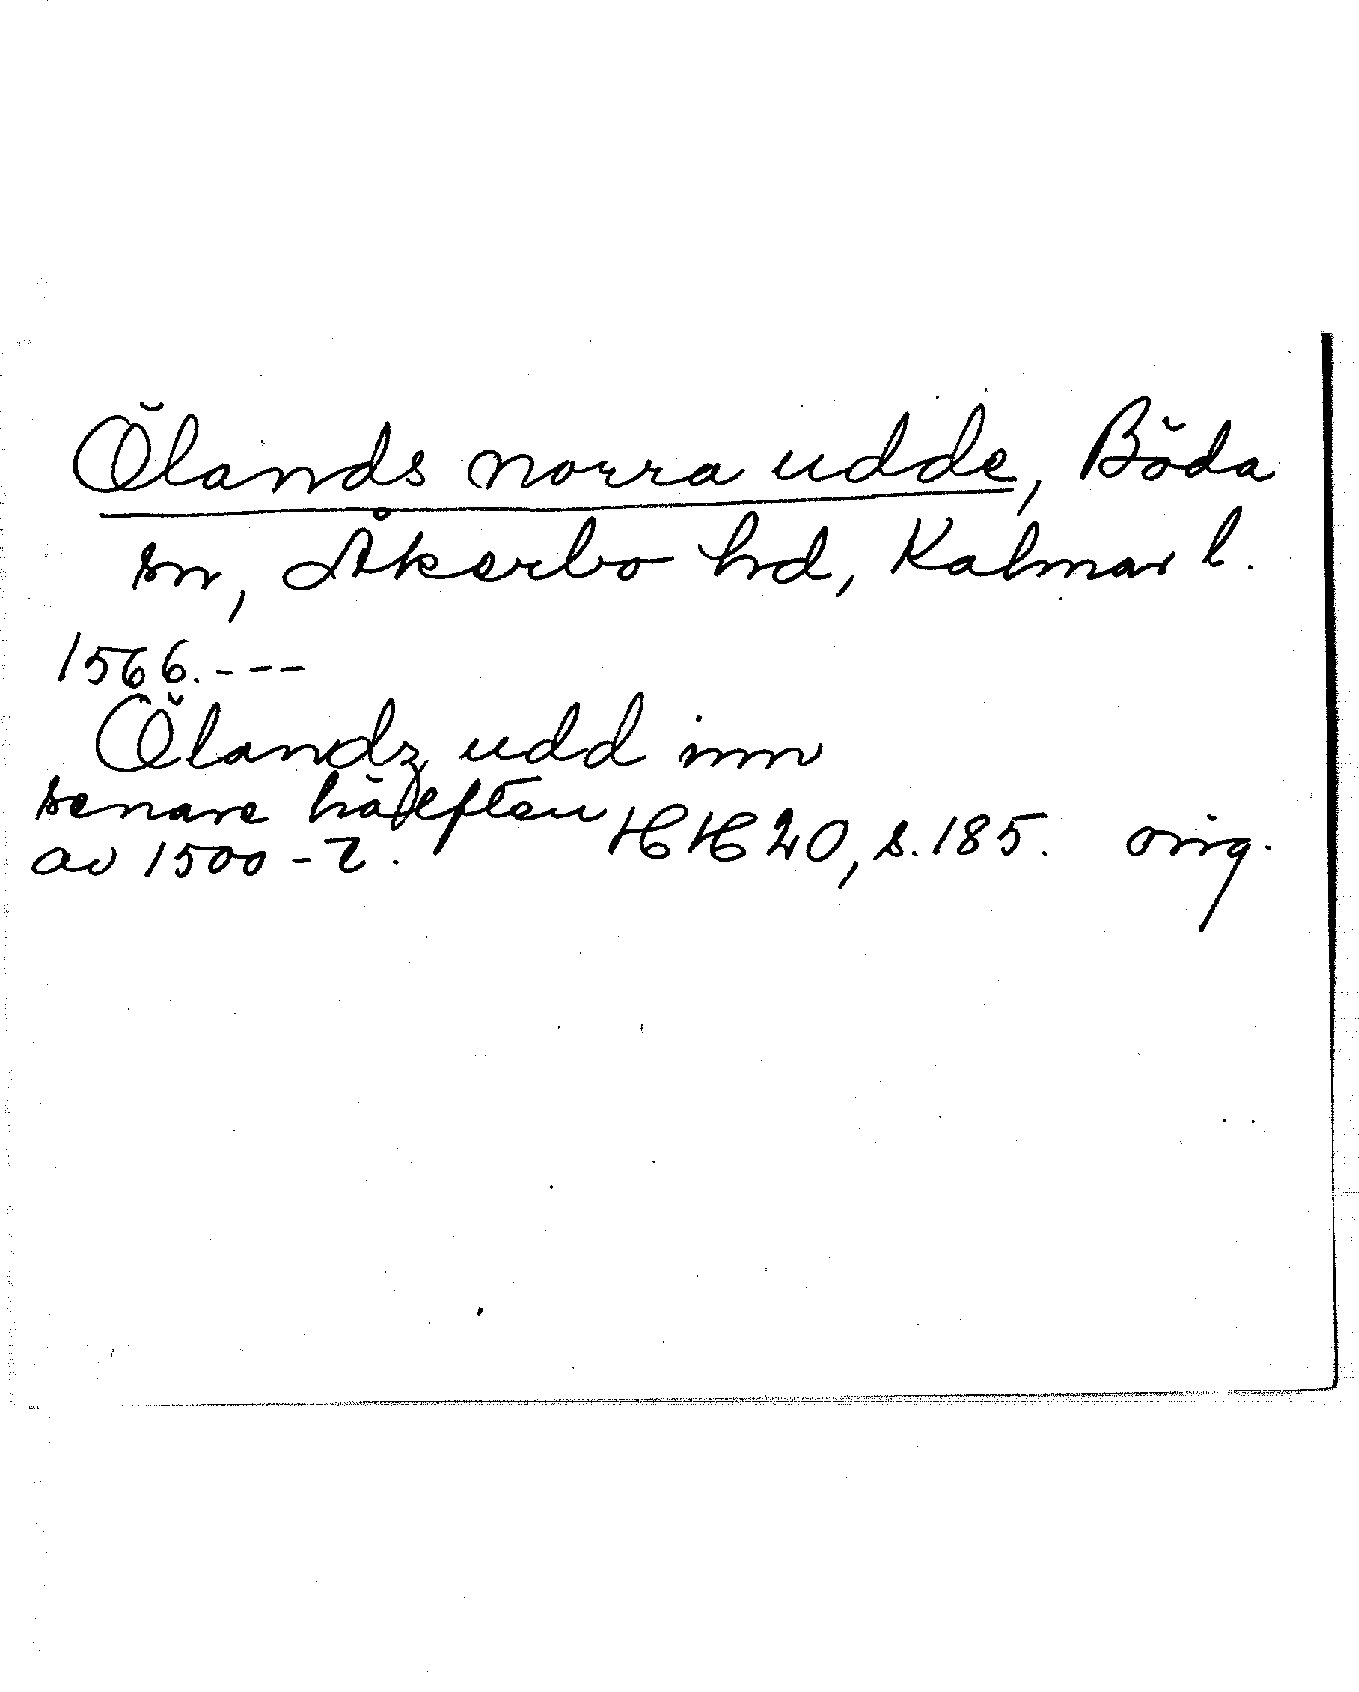 Ölands norra udde, Böda
sn, Åkerbo hd, Kalmar l.
1566. ---
Ölandz udd inn
senare hälften
av 1500-t. HH 20, s. 185. orig.